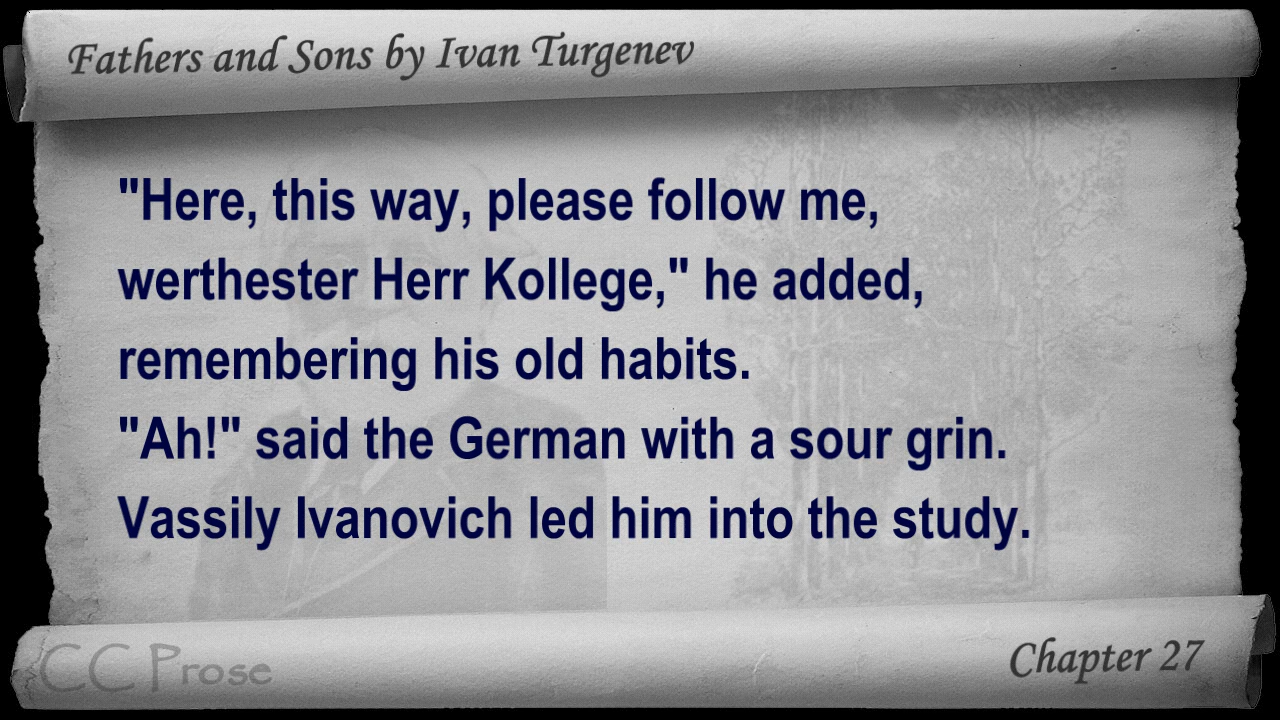 Fathers and Sons by Ivan Turgenev
"Here, this way, please follow me,
werthester Herr Kollege," he added,
remembering his old habits.
"Ah!" said the German with a sour grin.
Vassily Ivanovich led him into the study.
CC Prose
Chapter 27